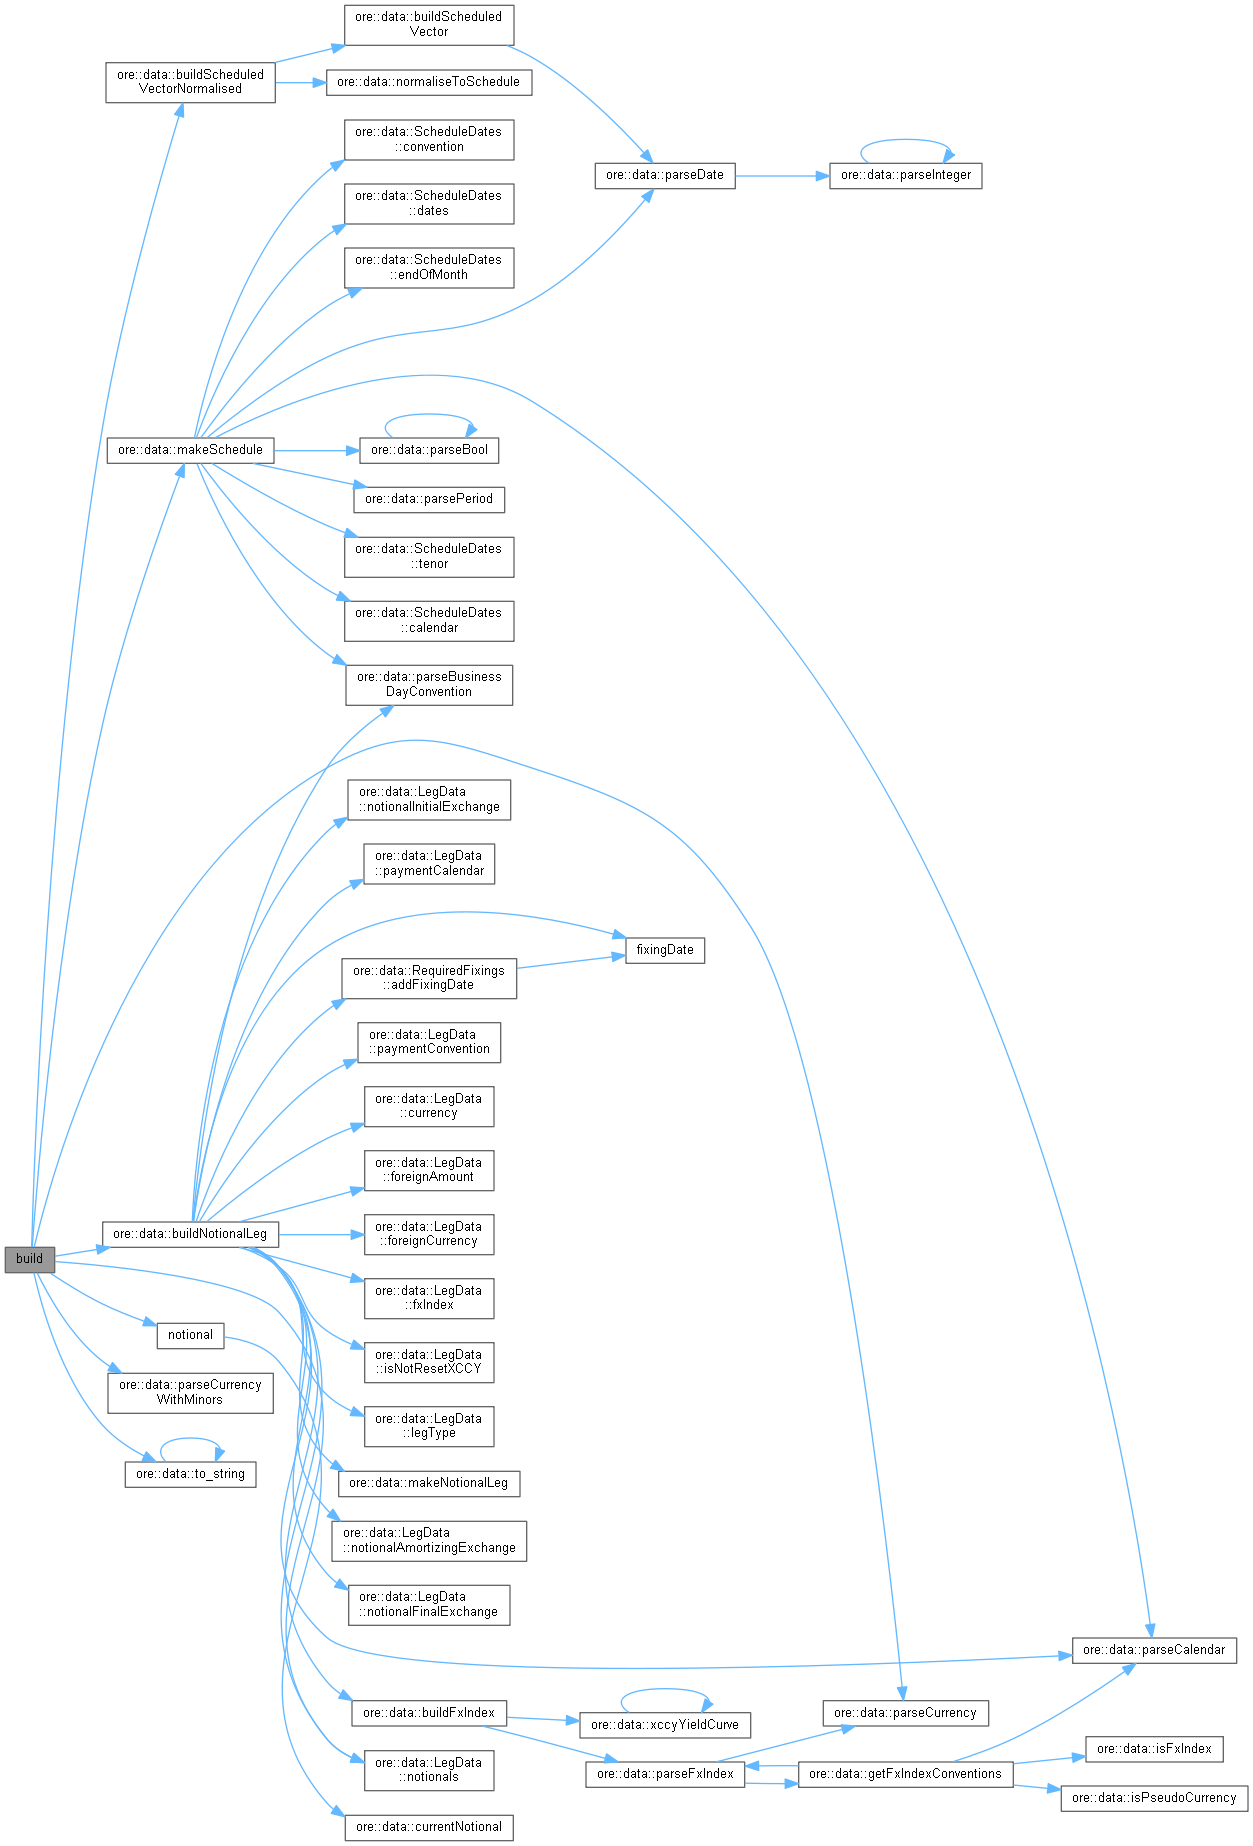 ore::data::buildScheduled
Vector
ore::data::buildScheduled
VectorNormalised
ore::data::normaliseToSchedule
ore::data::ScheduleDates
::convention
ore::data::parseDate
ore::data::parseInteger
ore::data::ScheduleDates
::dates
ore::data::ScheduleDates
::endOfMonth
ore::data::makeSchedule
ore::data::parseBool
ore::data::parsePeriod
ore::data::ScheduleDates
::tenor
ore::data::ScheduleDates
::calendar
ore::data::parseBusiness
DayConvention
ore::data::LegData
::notionalInitialExchange
ore::data::LegData
::paymentCalendar
fixingDate
ore::data::RequiredFixings
::addFixingDate
ore::data::LegData
::paymentConvention
ore::data::LegData
::currency
ore::data::LegData
::foreignAmount
ore::data::buildNotionalLeg
ore::data::LegData
::foreignCurrency
build
ore::data::LegData
::fxIndex
notional
ore::data::LegData
::isNotResetXCCY
ore::data::parseCurrency
WithMinors
ore::data::LegData
::legType
ore::data::to_string
ore::data::makeNotionalLeg
ore::data::LegData
::notionalAmortizingExchange
ore::data::LegData
::notionalFinalExchange
ore::data::parseCalendar
ore::data::buildFxIndex
ore::data::xccyYieldCurve
ore::data::parseCurrency
ore::data::isFxIndex
ore::data::LegData
::notionals
ore::data::parseFxIndex
ore::data::getFxIndexConventions
ore::data::isPseudoCurrency
ore::data::currentNotional